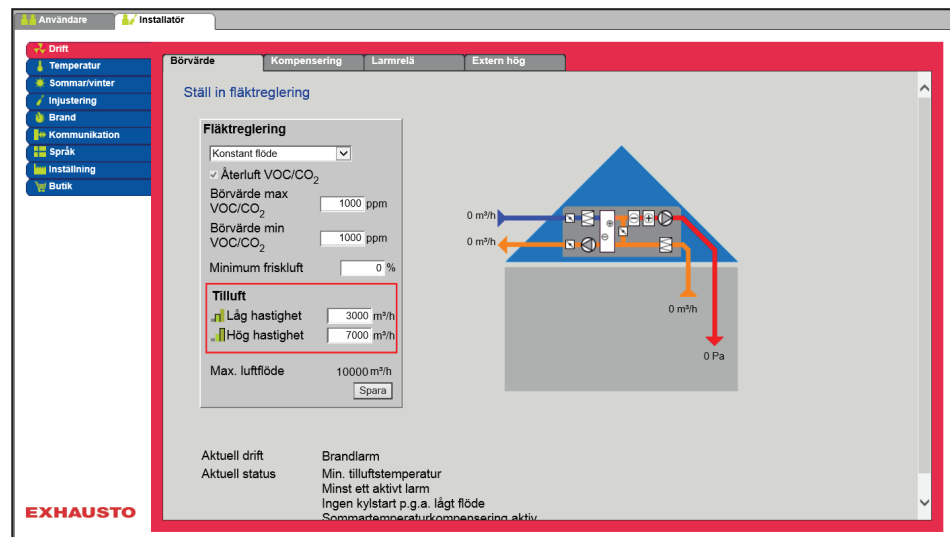 Användare
Installatör
Drift
Temperatur
Sommar/vinter
Injustering
Brand
Kommunikation
Språk
Inställning
Butik
Börvärde
Kompensering
Larmrelä
Extern hög
Ställ in fläktreglering
Fläktreglering
Konstant flöde
Återluft VOC/CO2
Börvärde max
VOC/CO2
1000 ppm
Börvärde min
VOC/CO2
1000 ppm
Minimum friskluft 0 %
Tilluft
Låg hastighet 3000 m³/h
Hög hastighet 7000 m³/h
Max. luftflöde 10000 m³/h
Spara
0 m³/h
0 m³/h
0 m³/h
0 Pa
Aktuell drift Brandlarm
Aktuell status Min. tilluftstemperatur
Minst ett aktivt larm
Ingen kylstart p.g.a. lågt flöde
Sommartemperaturkompensering aktiv
EXHAUSTO